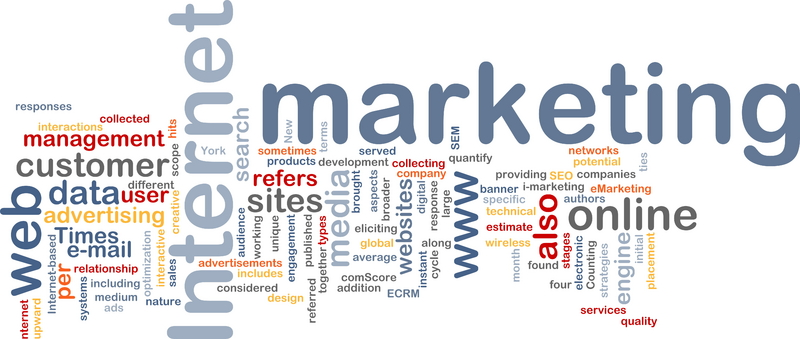 Internet
marketing
responses
collected
interactions
management
hits
scope
York
search
New
terms
SEM
customer
sometimes
served
quantify
networks
potential
ties
products
development
collecting
company
providing
SEO
companies
web
data
user
different
creative
refers
sites
media
brought
aspects
broader
websites
digital
response
large
www
banner
i-marketing
eMarketing
specific
authors
technical
also
online
advertising
audience
working
unique
types
eliciting
global
average
along
cycle
estimate
wireless
Times
e-mail
optimization
interactive
sales
engagement
published
together
instant
month
found
stages
electronic
Counting
strategies
engine
initial
placement
Internet-based
per
relationship
systems
including
medium
ads
nature
advertisements
includes
considered
design
referred
comScore
addition
ECRM
four
services
quality
nternet
upward